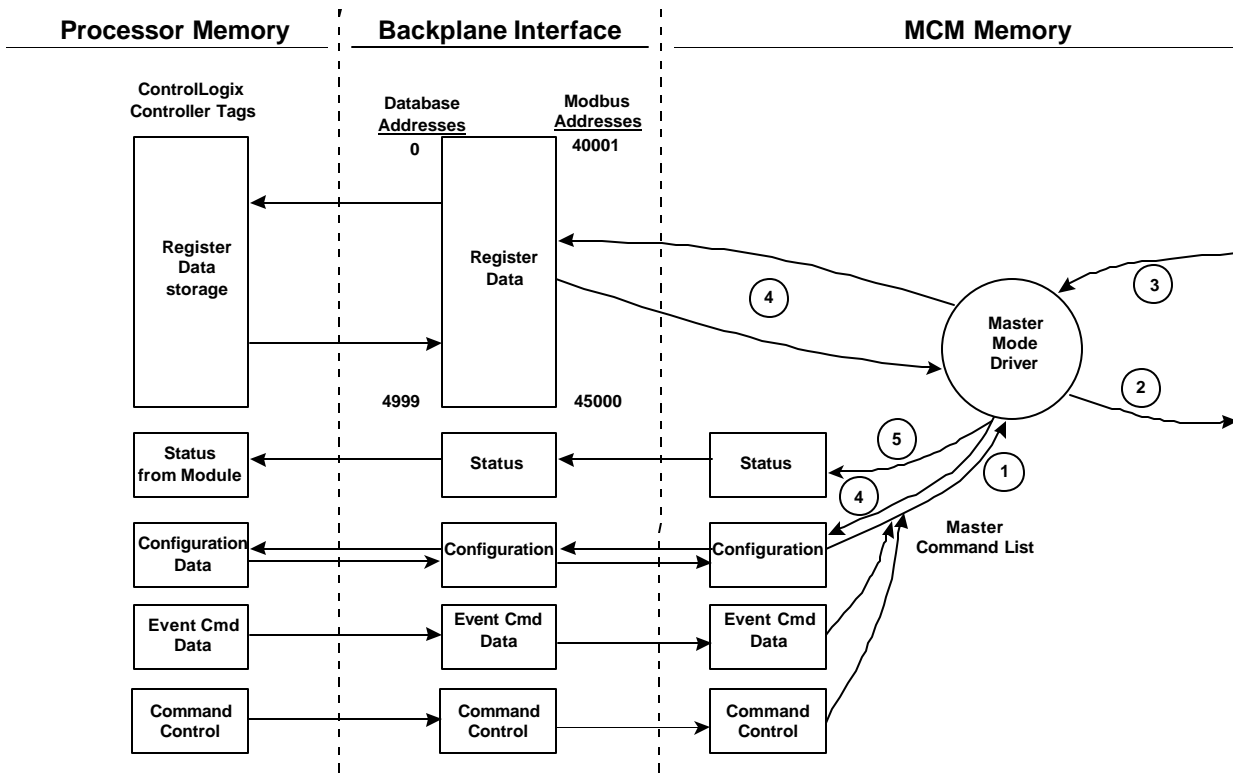 Processor Memory
Backplane Interface
MCM Memory
ControlLogix
Controller Tags
Database
Addresses
0
Modbus
Addresses
40001
Register
Data
storage
Register
Data
4
Master
Mode
Driver
3
2
4999
45000
Status
from Module
Status
Status
5
1
4
Configuration
Data
Configuration
Configuration
Master
Command List
Event Cmd
Data
Event Cmd
Data
Event Cmd
Data
Command
Control
Command
Control
Command
Control